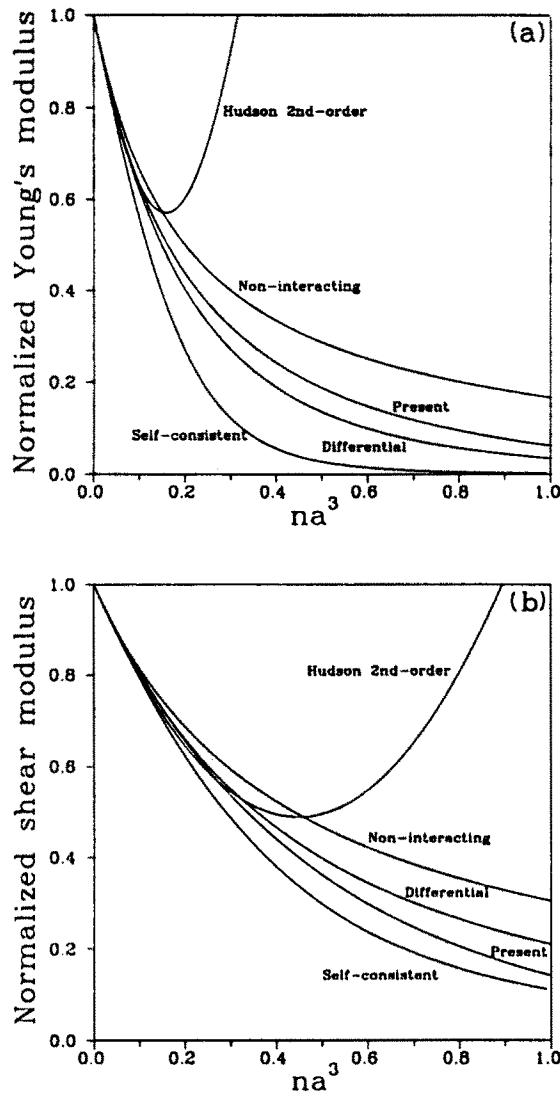 (a)
Normalized Young's modulus
1.0
0.8
0.6
0.4
0.2
0.0
Hudson 2nd-order
Non-interacting
Present
Self-consistent
Differential
0.0 0.2 0.4 0.6 0.8 1.0
na³
(b)
Normalized shear modulus
1.0
0.8
0.6
0.4
0.2
0.0
Hudson 2nd-order
Non-interacting
Differential
Present
Self-consistent
0.0 0.2 0.4 0.6 0.8 1.0
na³